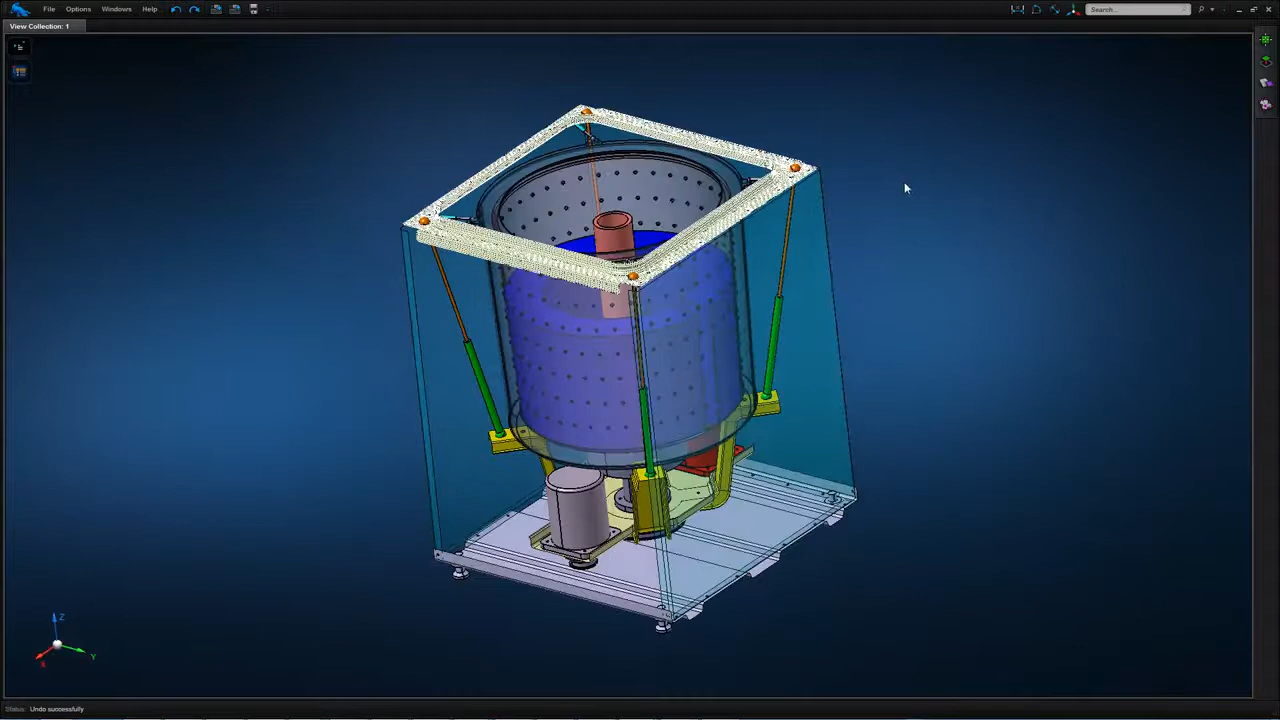 File Options Windows Help Search...
View Collection: 1
Z
X Y
Status: Undo successfully